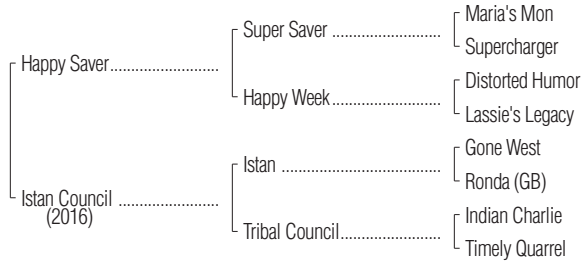 Maria's Mon
Super Saver
Supercharger
Happy Saver
Distorted Humor
Happy Week
Lassie's Legacy
Gone West
Istan
Ronda (GB)
Istan Council
(2016)
Indian Charlie
Tribal Council
Timely Quarrel